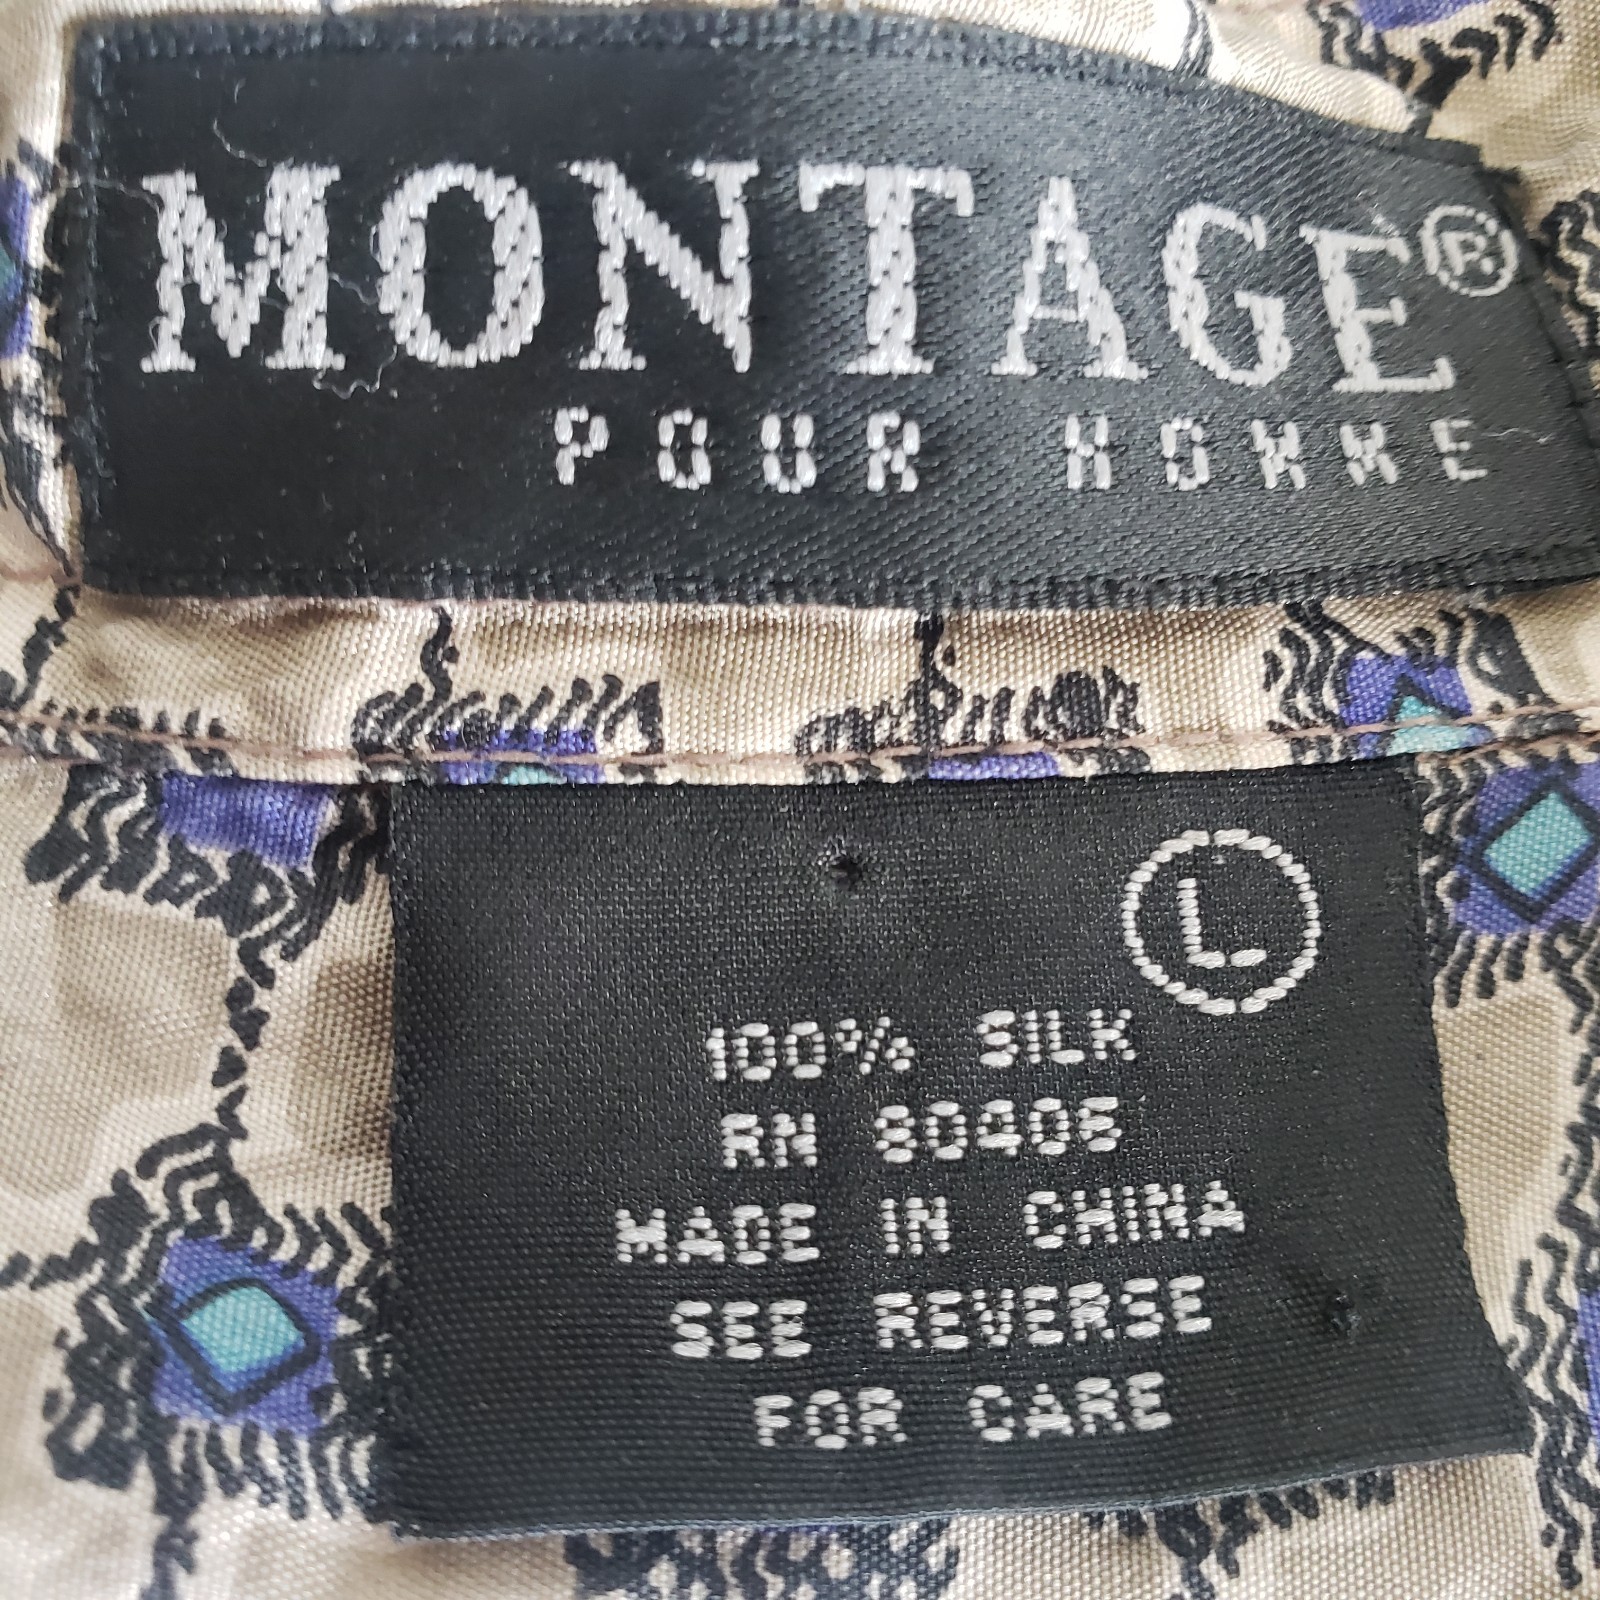 MONTAGE®
POUR HOMME
L
100% SILK
RN 80406
MADE IN CHINA
SEE REVERSE
FOR CARE